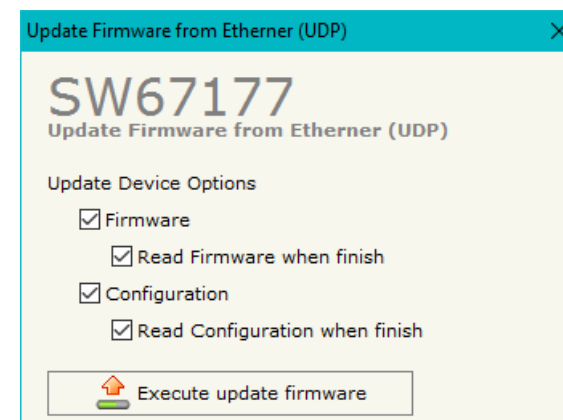 Update Firmware from Etherner (UDP)
SW67177
Update Firmware from Etherner (UDP)
Update Device Options
Firmware
Read Firmware when finish
Configuration
Read Configuration when finish
Execute update firmware